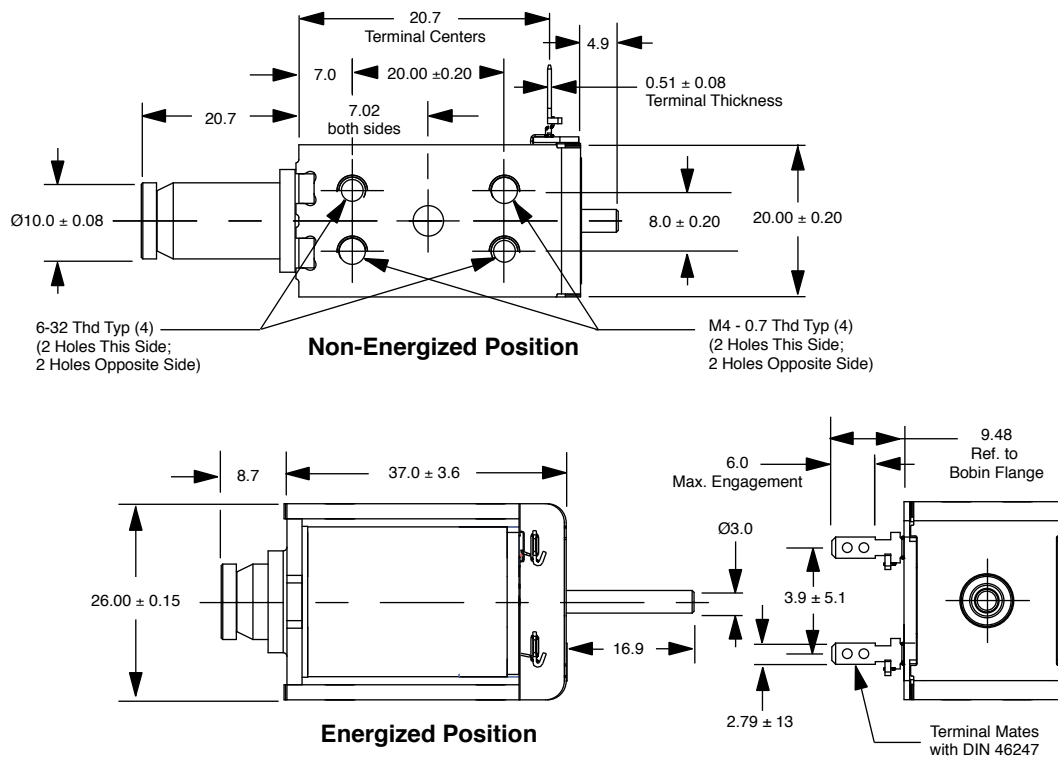 20.7
Terminal Centers
4.9
7.0
20.00 ±0.20
0.51 ± 0.08
Terminal Thickness
20.7
7.02
both sides
Ø10.0 ± 0.08
8.0 ± 0.20
20.00 ± 0.20
6-32 Thd Typ (4)
(2 Holes This Side;
2 Holes Opposite Side)
Non-Energized Position
M4 - 0.7 Thd Typ (4)
(2 Holes This Side;
2 Holes Opposite Side)
8.7
37.0 ± 3.6
9.48
Ref. to
Bobin Flange
6.0
Max. Engagement
Ø3.0
26.00 ± 0.15
3.9 ± 5.1
16.9
2.79 ± 13
Energized Position
Terminal Mates
with DIN 46247